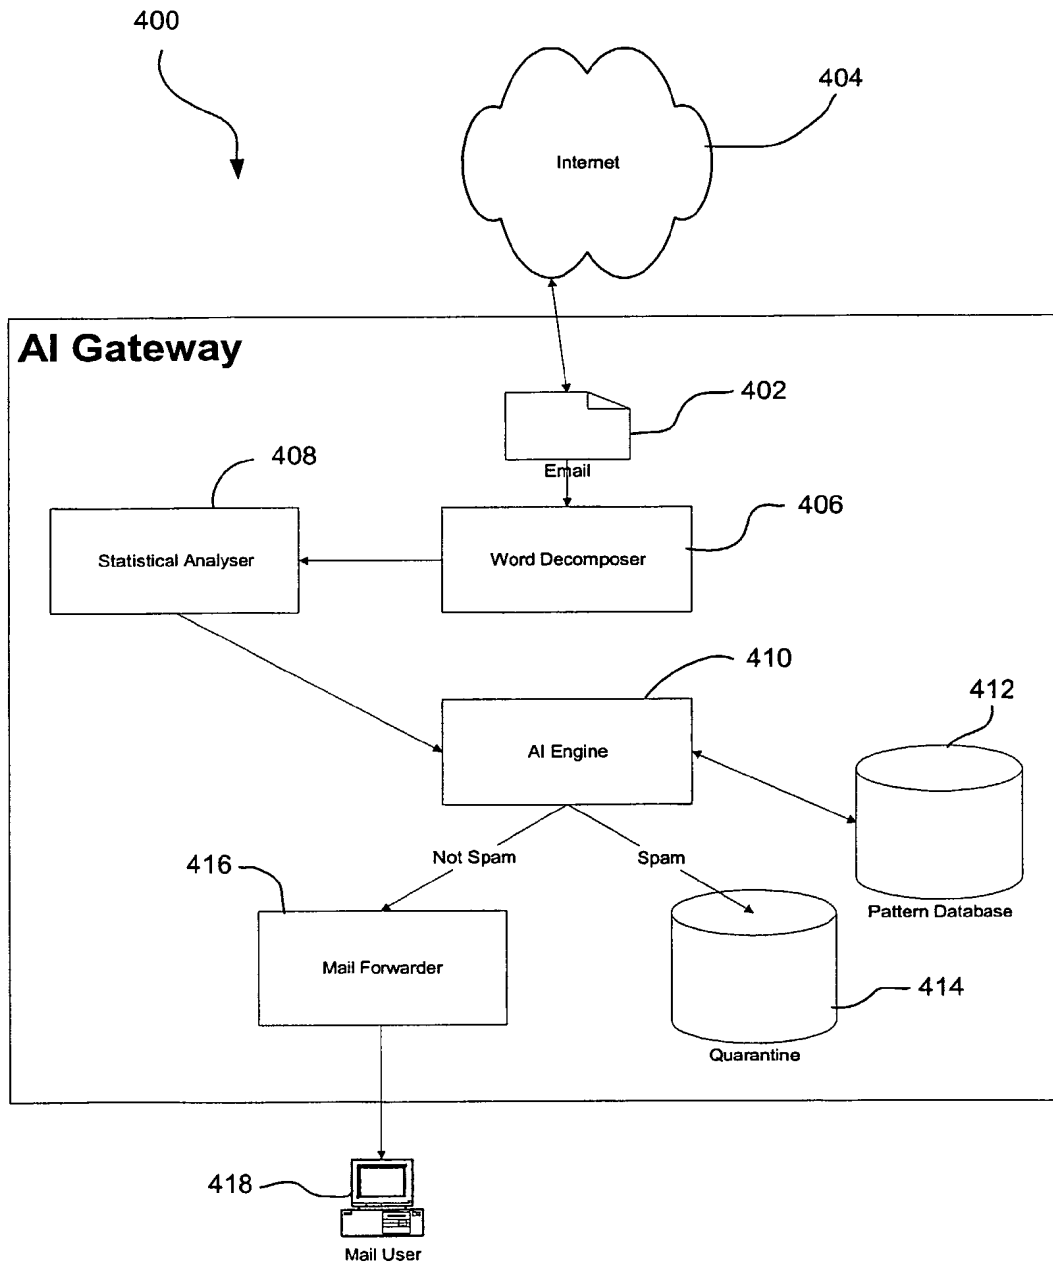 400
404
Internet
AI Gateway
402
Email
408
406
Statistical Analyser
Word Decomposer
410
412
AI Engine
Not Spam
Spam
416
Pattern Database
Mail Forwarder
414
Quarantine
418
Mail User